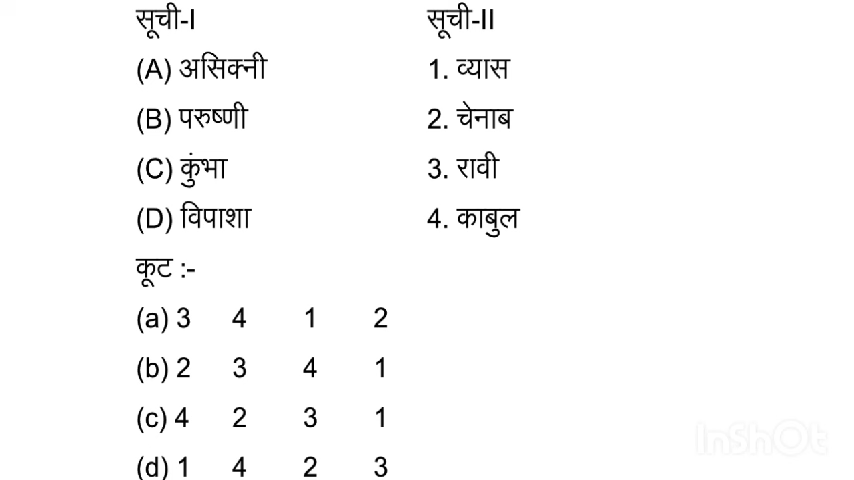 सूची-I सूची-II
(A) असिक्नी 1. व्यास
(B) परुष्णी 2. चेनाब
(C) कुंभा 3. रावी
(D) विपाशा 4. काबुल
कूट :-
(a) 3 4 1 2
(b) 2 3 4 1
(c) 4 2 3 1
(d) 1 4 2 3
InShOt